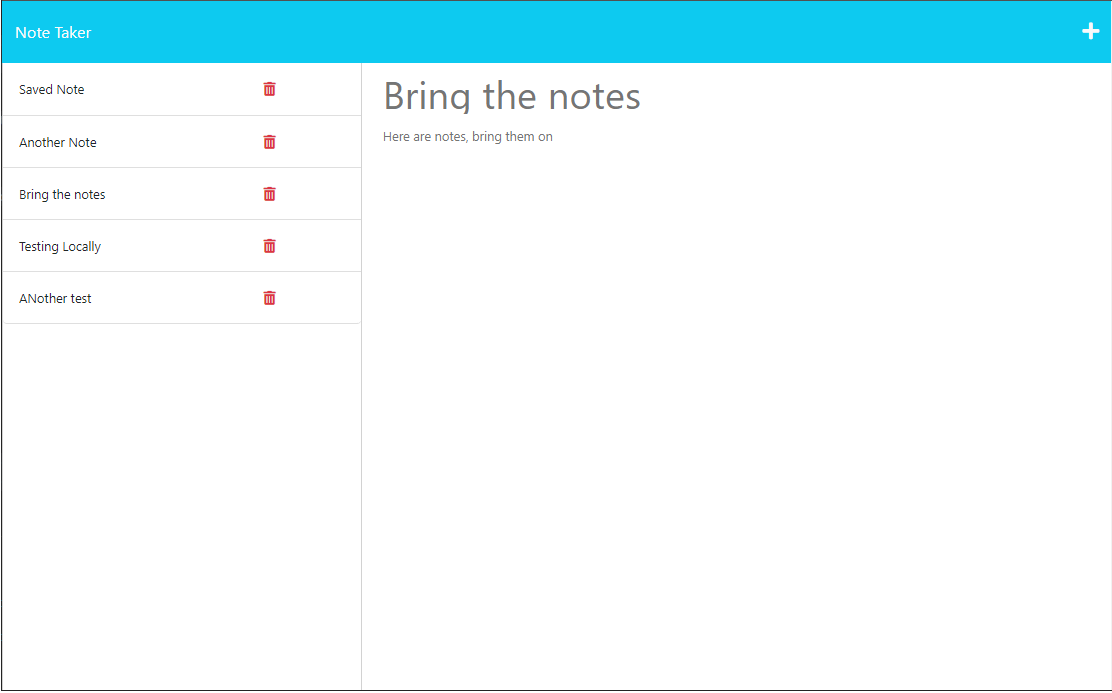 Note Taker
Saved Note
Another Note
Bring the notes
Testing Locally
ANother test
Bring the notes
Here are notes, bring them on